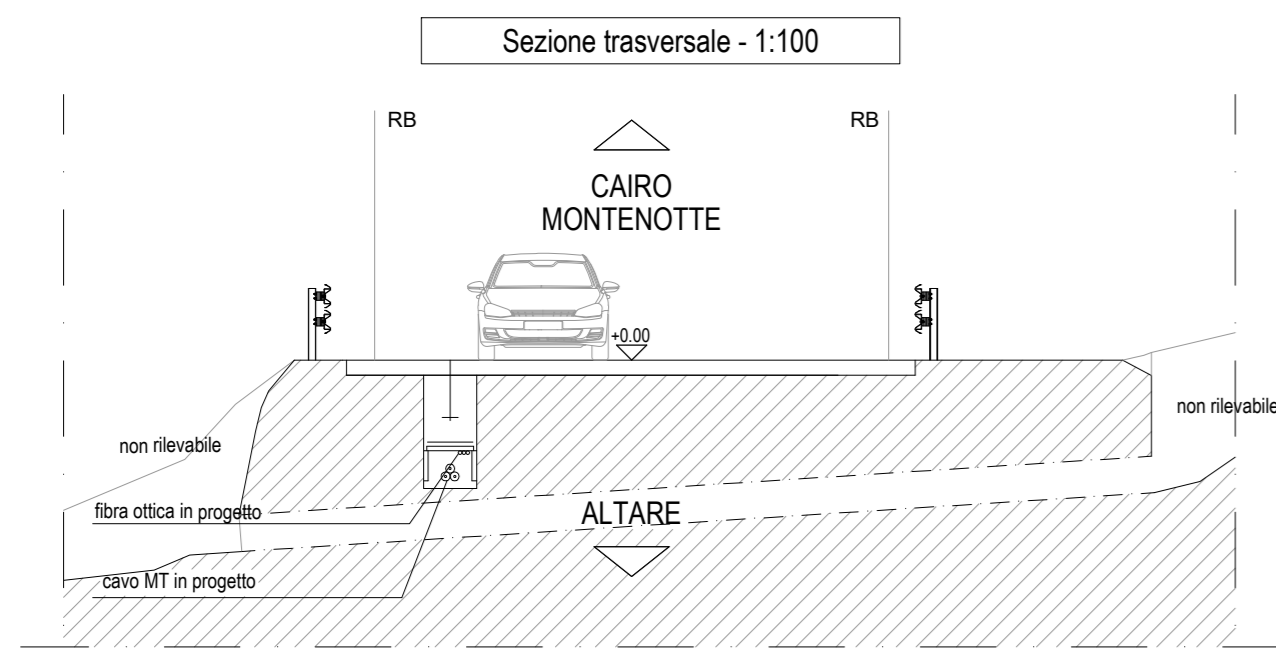 Sezione trasversale - 1:100
RB
RB
CAIRO
MONTENOTTE
+0.00
non rilevabile
non rilevabile
fibra ottica in progetto
ALTARE
cavo MT in progetto